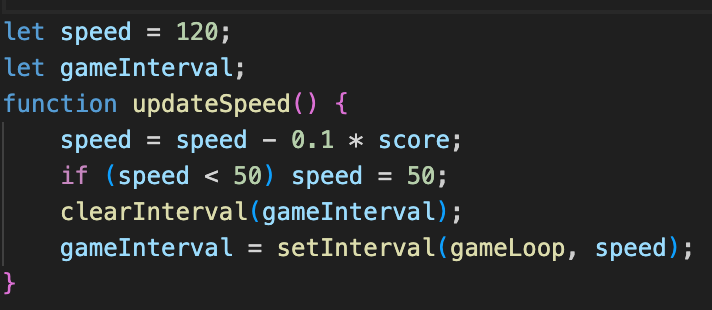 let speed = 120;
let gameInterval;
function updateSpeed() {
    speed = speed - 0.1 * score;
    if (speed < 50) speed = 50;
    clearInterval(gameInterval);
    gameInterval = setInterval(gameLoop, speed);
}